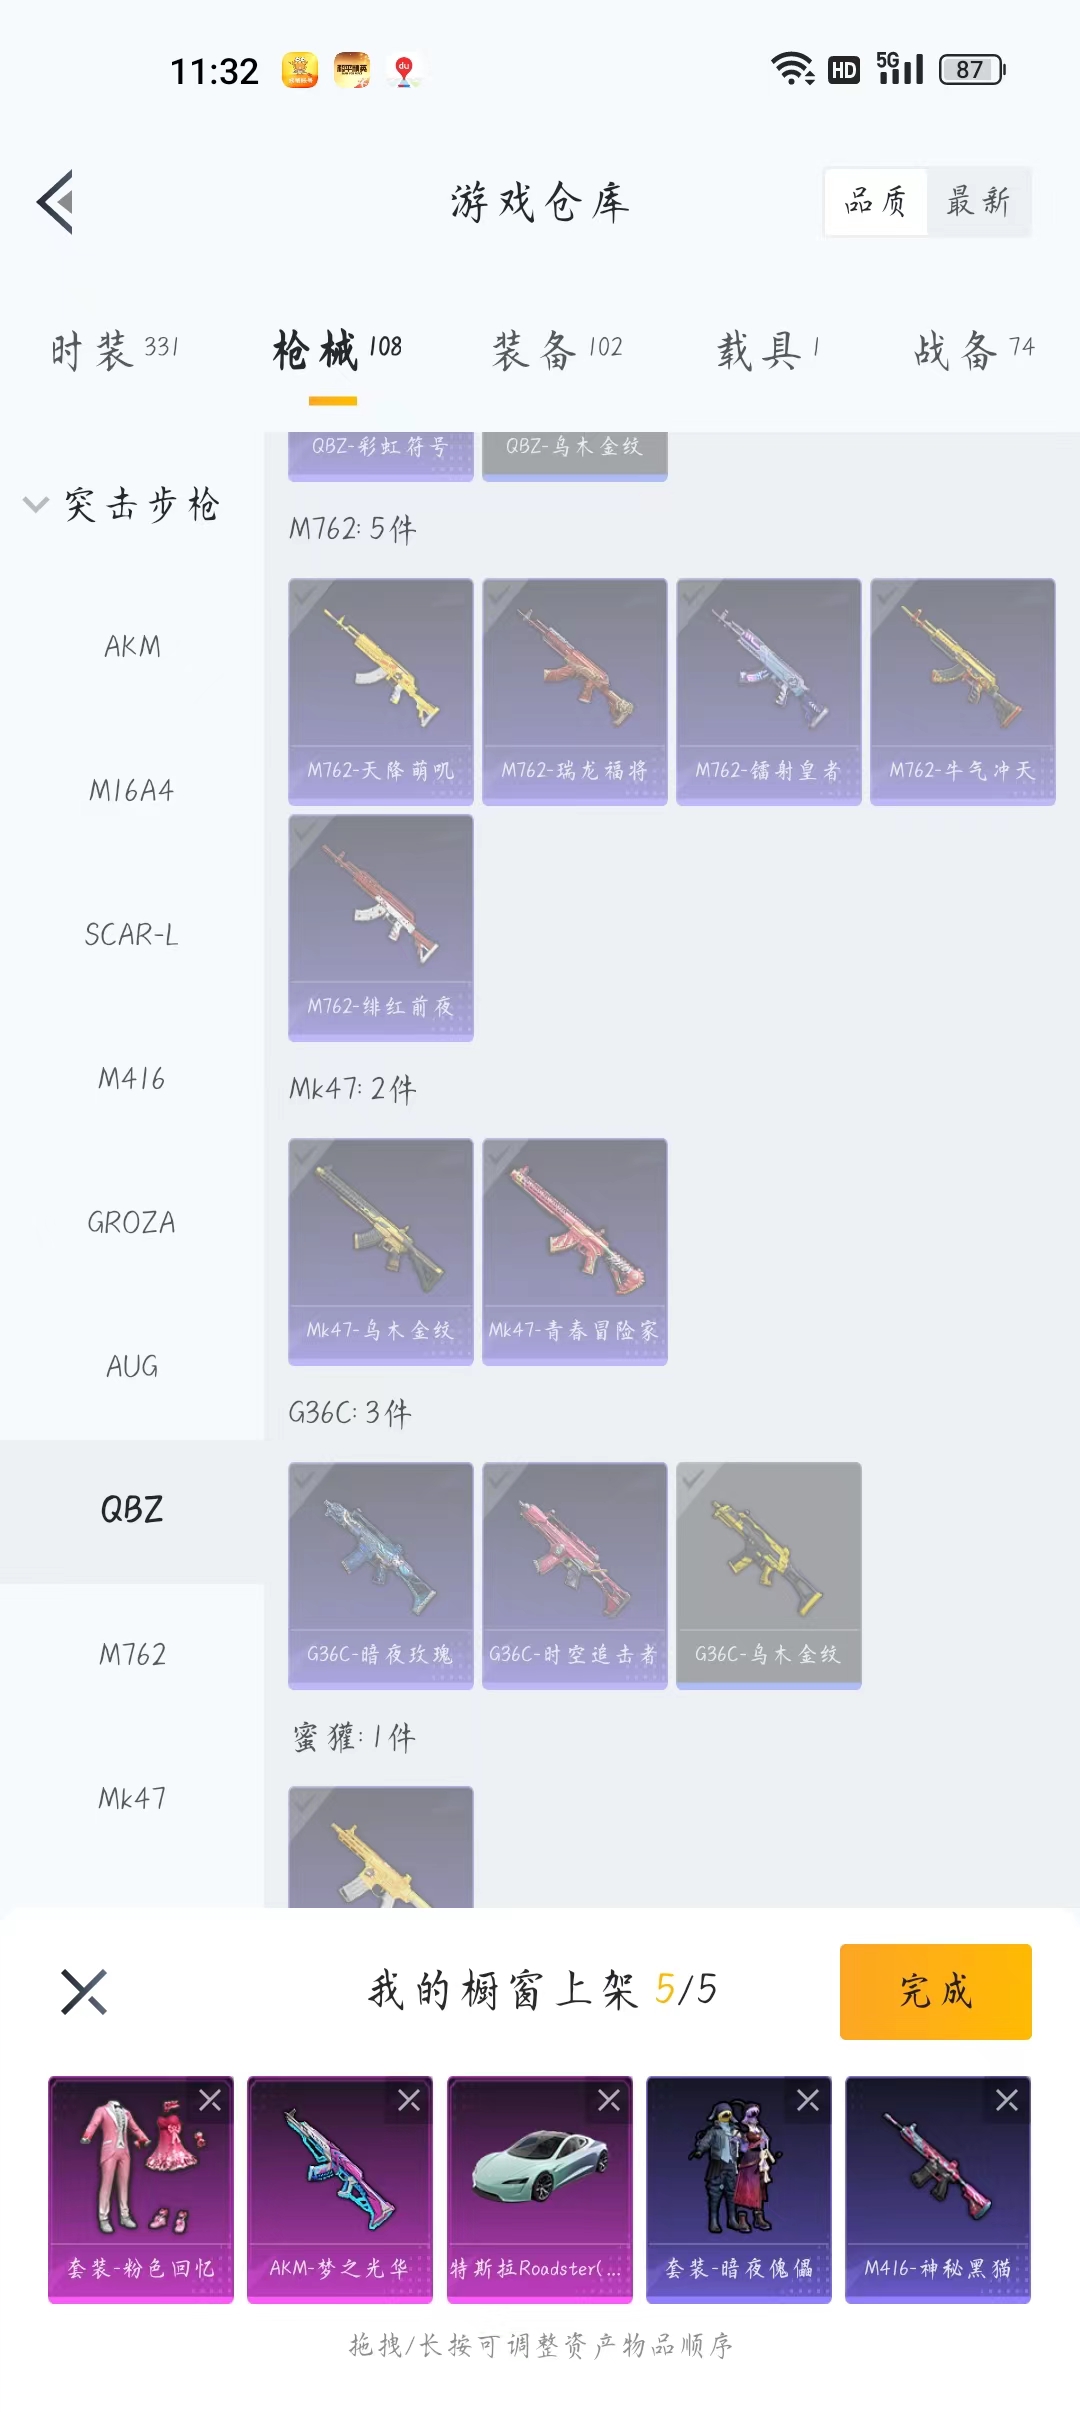 11:32
HD 5G 87
游戏仓库
品质 最新
时装 331 枪械 108 装备 102 载具 1 战备 74
QBZ-彩虹符号 QBZ-乌木金纹
突击步枪
M762: 5件
AKM
M762-天降萌叽 M762-瑞龙福将 M762-镭射皇者 M762-牛气冲天
M16A4
SCAR-L
M762-绯红前夜
M416
Mk47: 2件
GROZA
Mk47-乌木金纹 Mk47-青春冒险家
AUG
G36C: 3件
QBZ
G36C-暗夜玫瑰 G36C-时空追击者 G36C-乌木金纹
M762
蜜獾: 1件
Mk47
我的橱窗上架 5/5
完成
套装-粉色回忆 AKM-梦之光华 特斯拉Roadster(... 套装-暗夜傀儡 M416-神秘黑猫
拖拽/长按可调整资产物品顺序